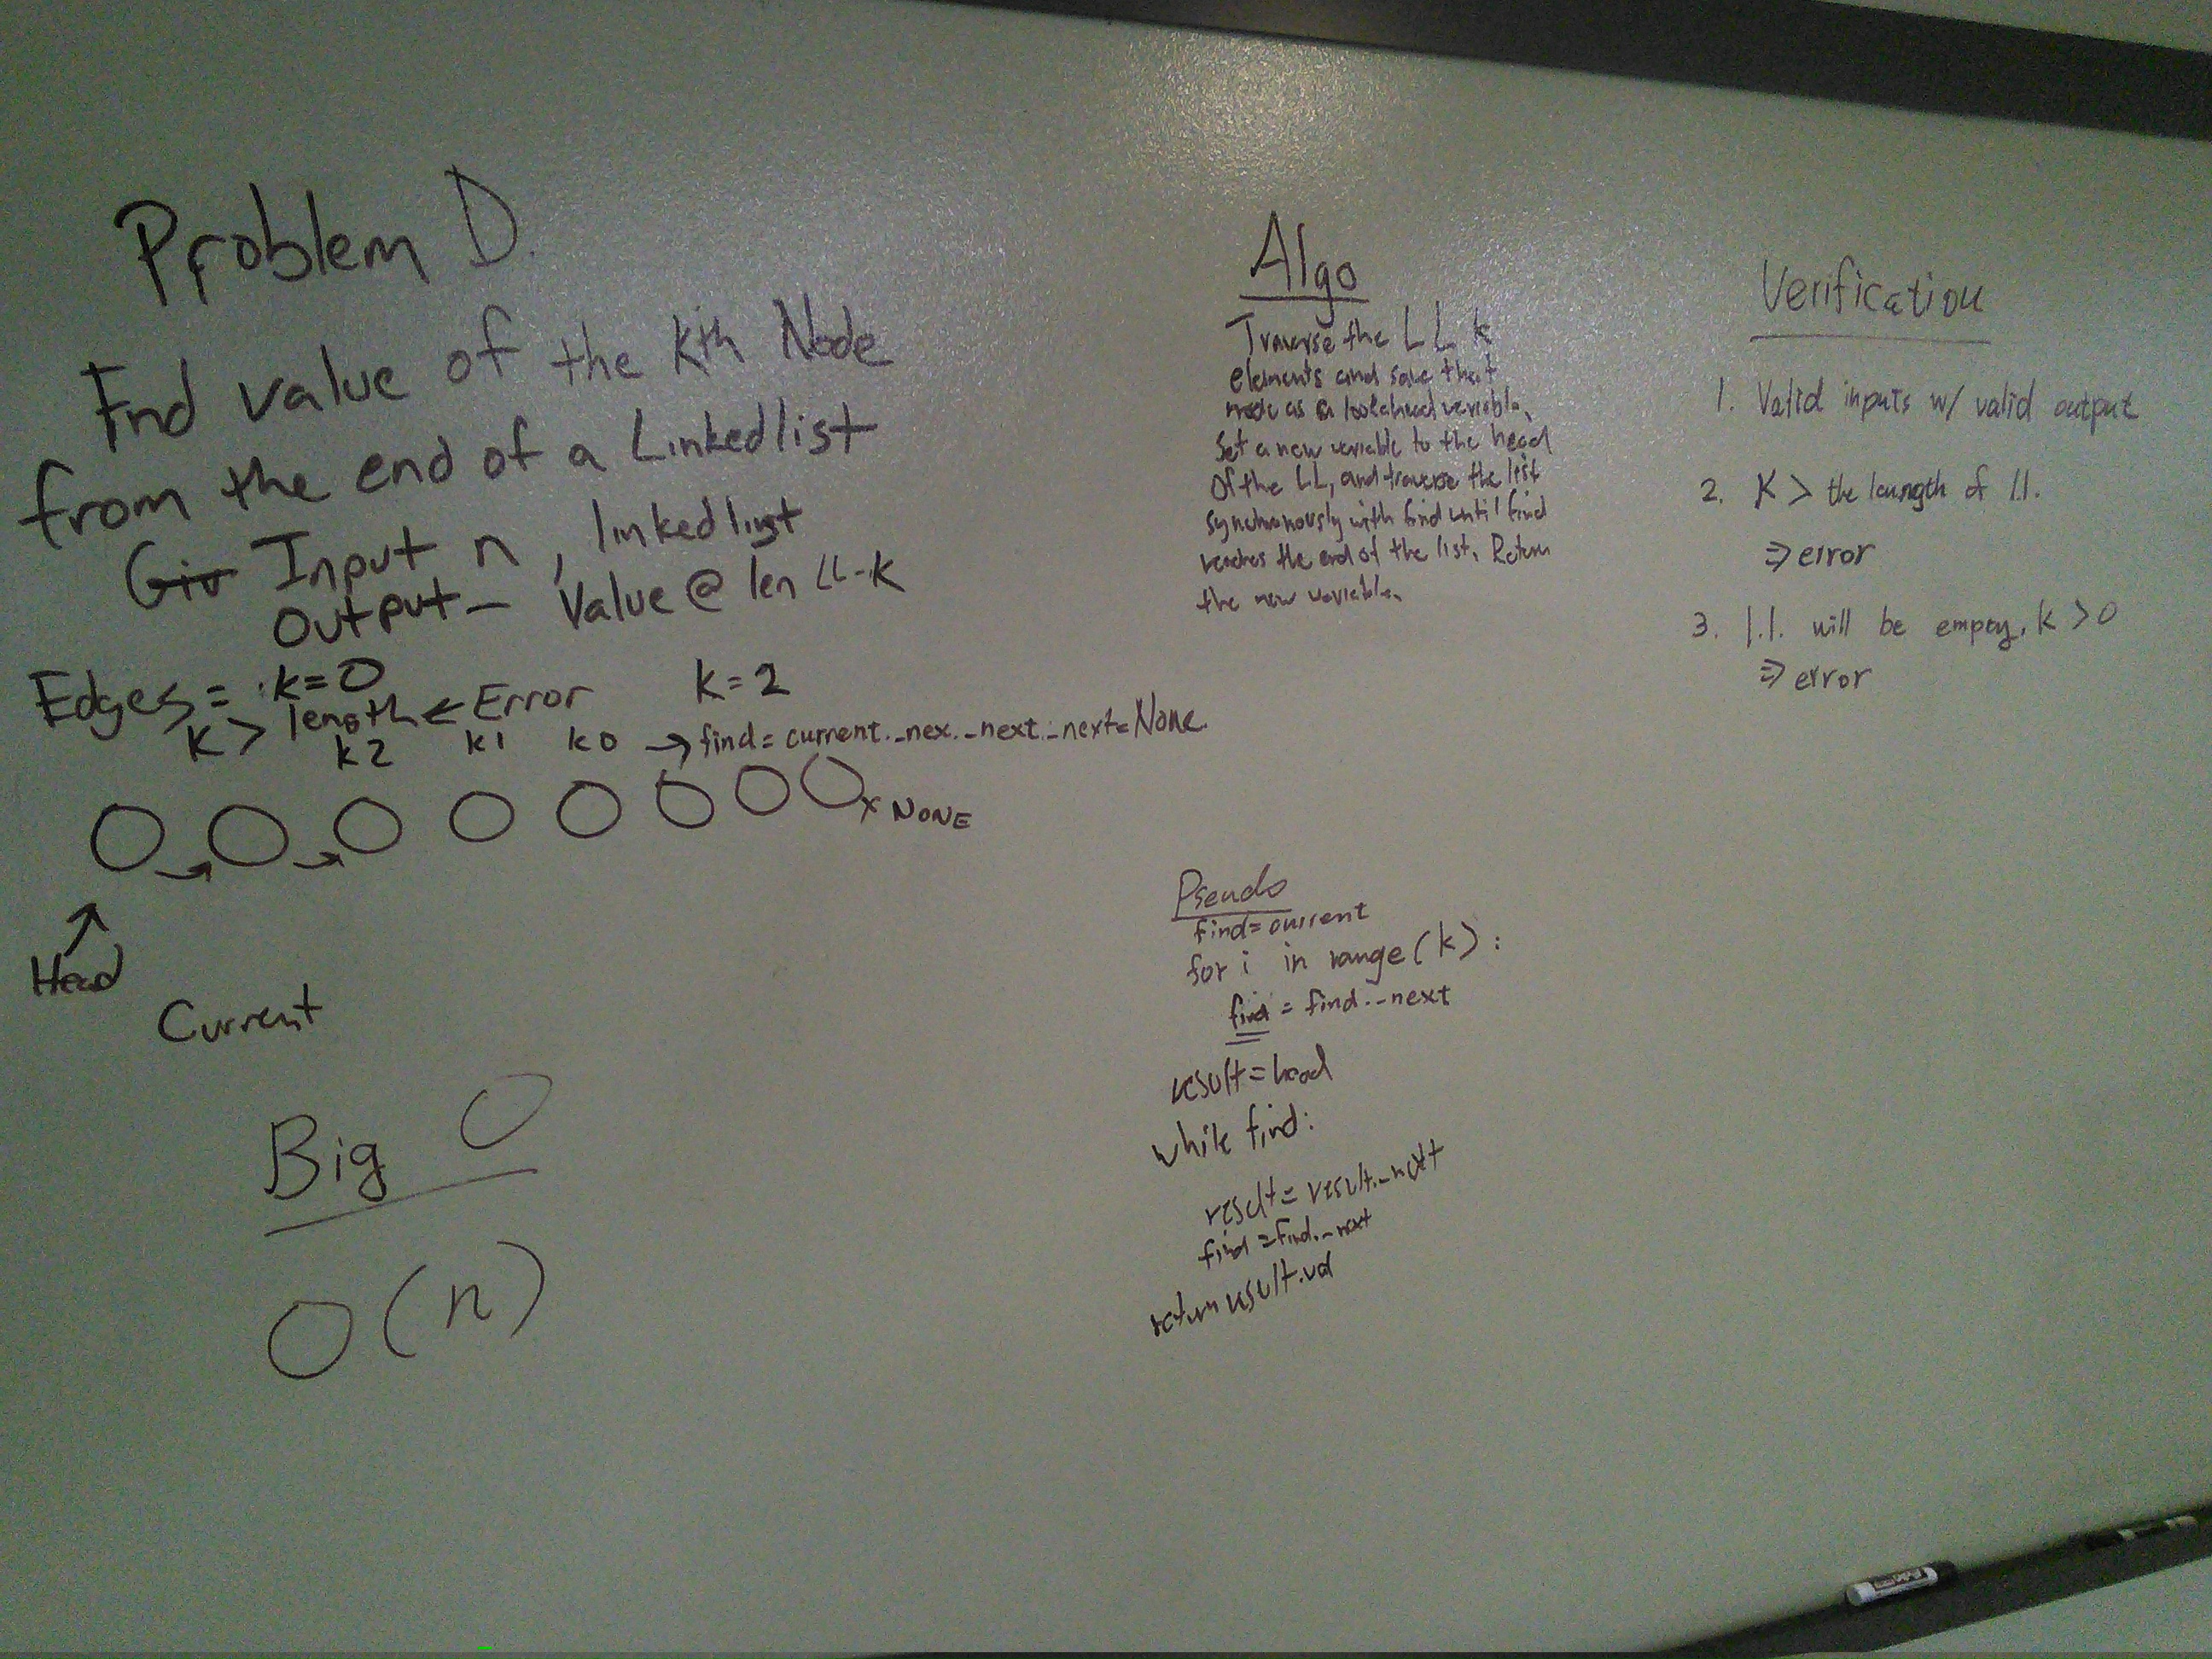 Problem D.
Find value of the kth Node
from the end of a Linkedlist
Giv Input n, linkedlist
Output - Value @ len LL-k
Edges = k=0
k > length ← Error
k=2
k2 k1 k0 → find = current._nex._next._next=None
NONE
Head
Current
Big O
O(n)
Algo
Traverse the LL k
elements and save that
node as a lookahead variable.
Set a new variable to the head
of the LL, and traverse the list
synchronously with find until find
reaches the end of the list. Return
the new variable.
Pseudo
find=current
for i in range(k):
find = find._next
result=head
while find:
result=result._next
find=find._next
return result.val
Verification
1. Valid inputs w/ valid output
2. K > the leungth of l.l.
⇒ error
3. l.l. will be empty, k > 0
⇒ error